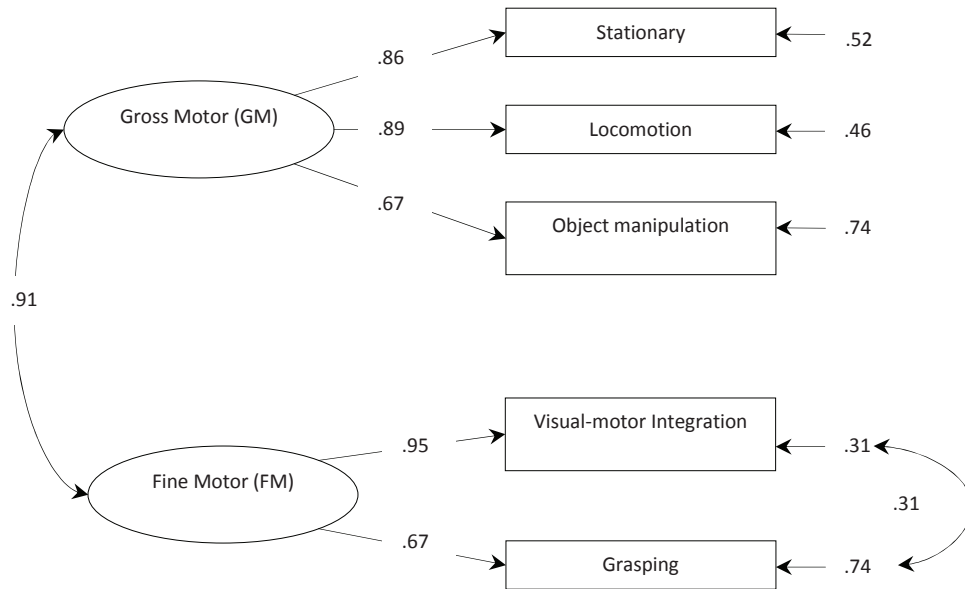 Stationary
.52
.86
Gross Motor (GM)
.89
Locomotion
.46
.67
Object manipulation
.74
.91
Visual-motor Integration
.95
.31
Fine Motor (FM)
.31
.67
Grasping
.74